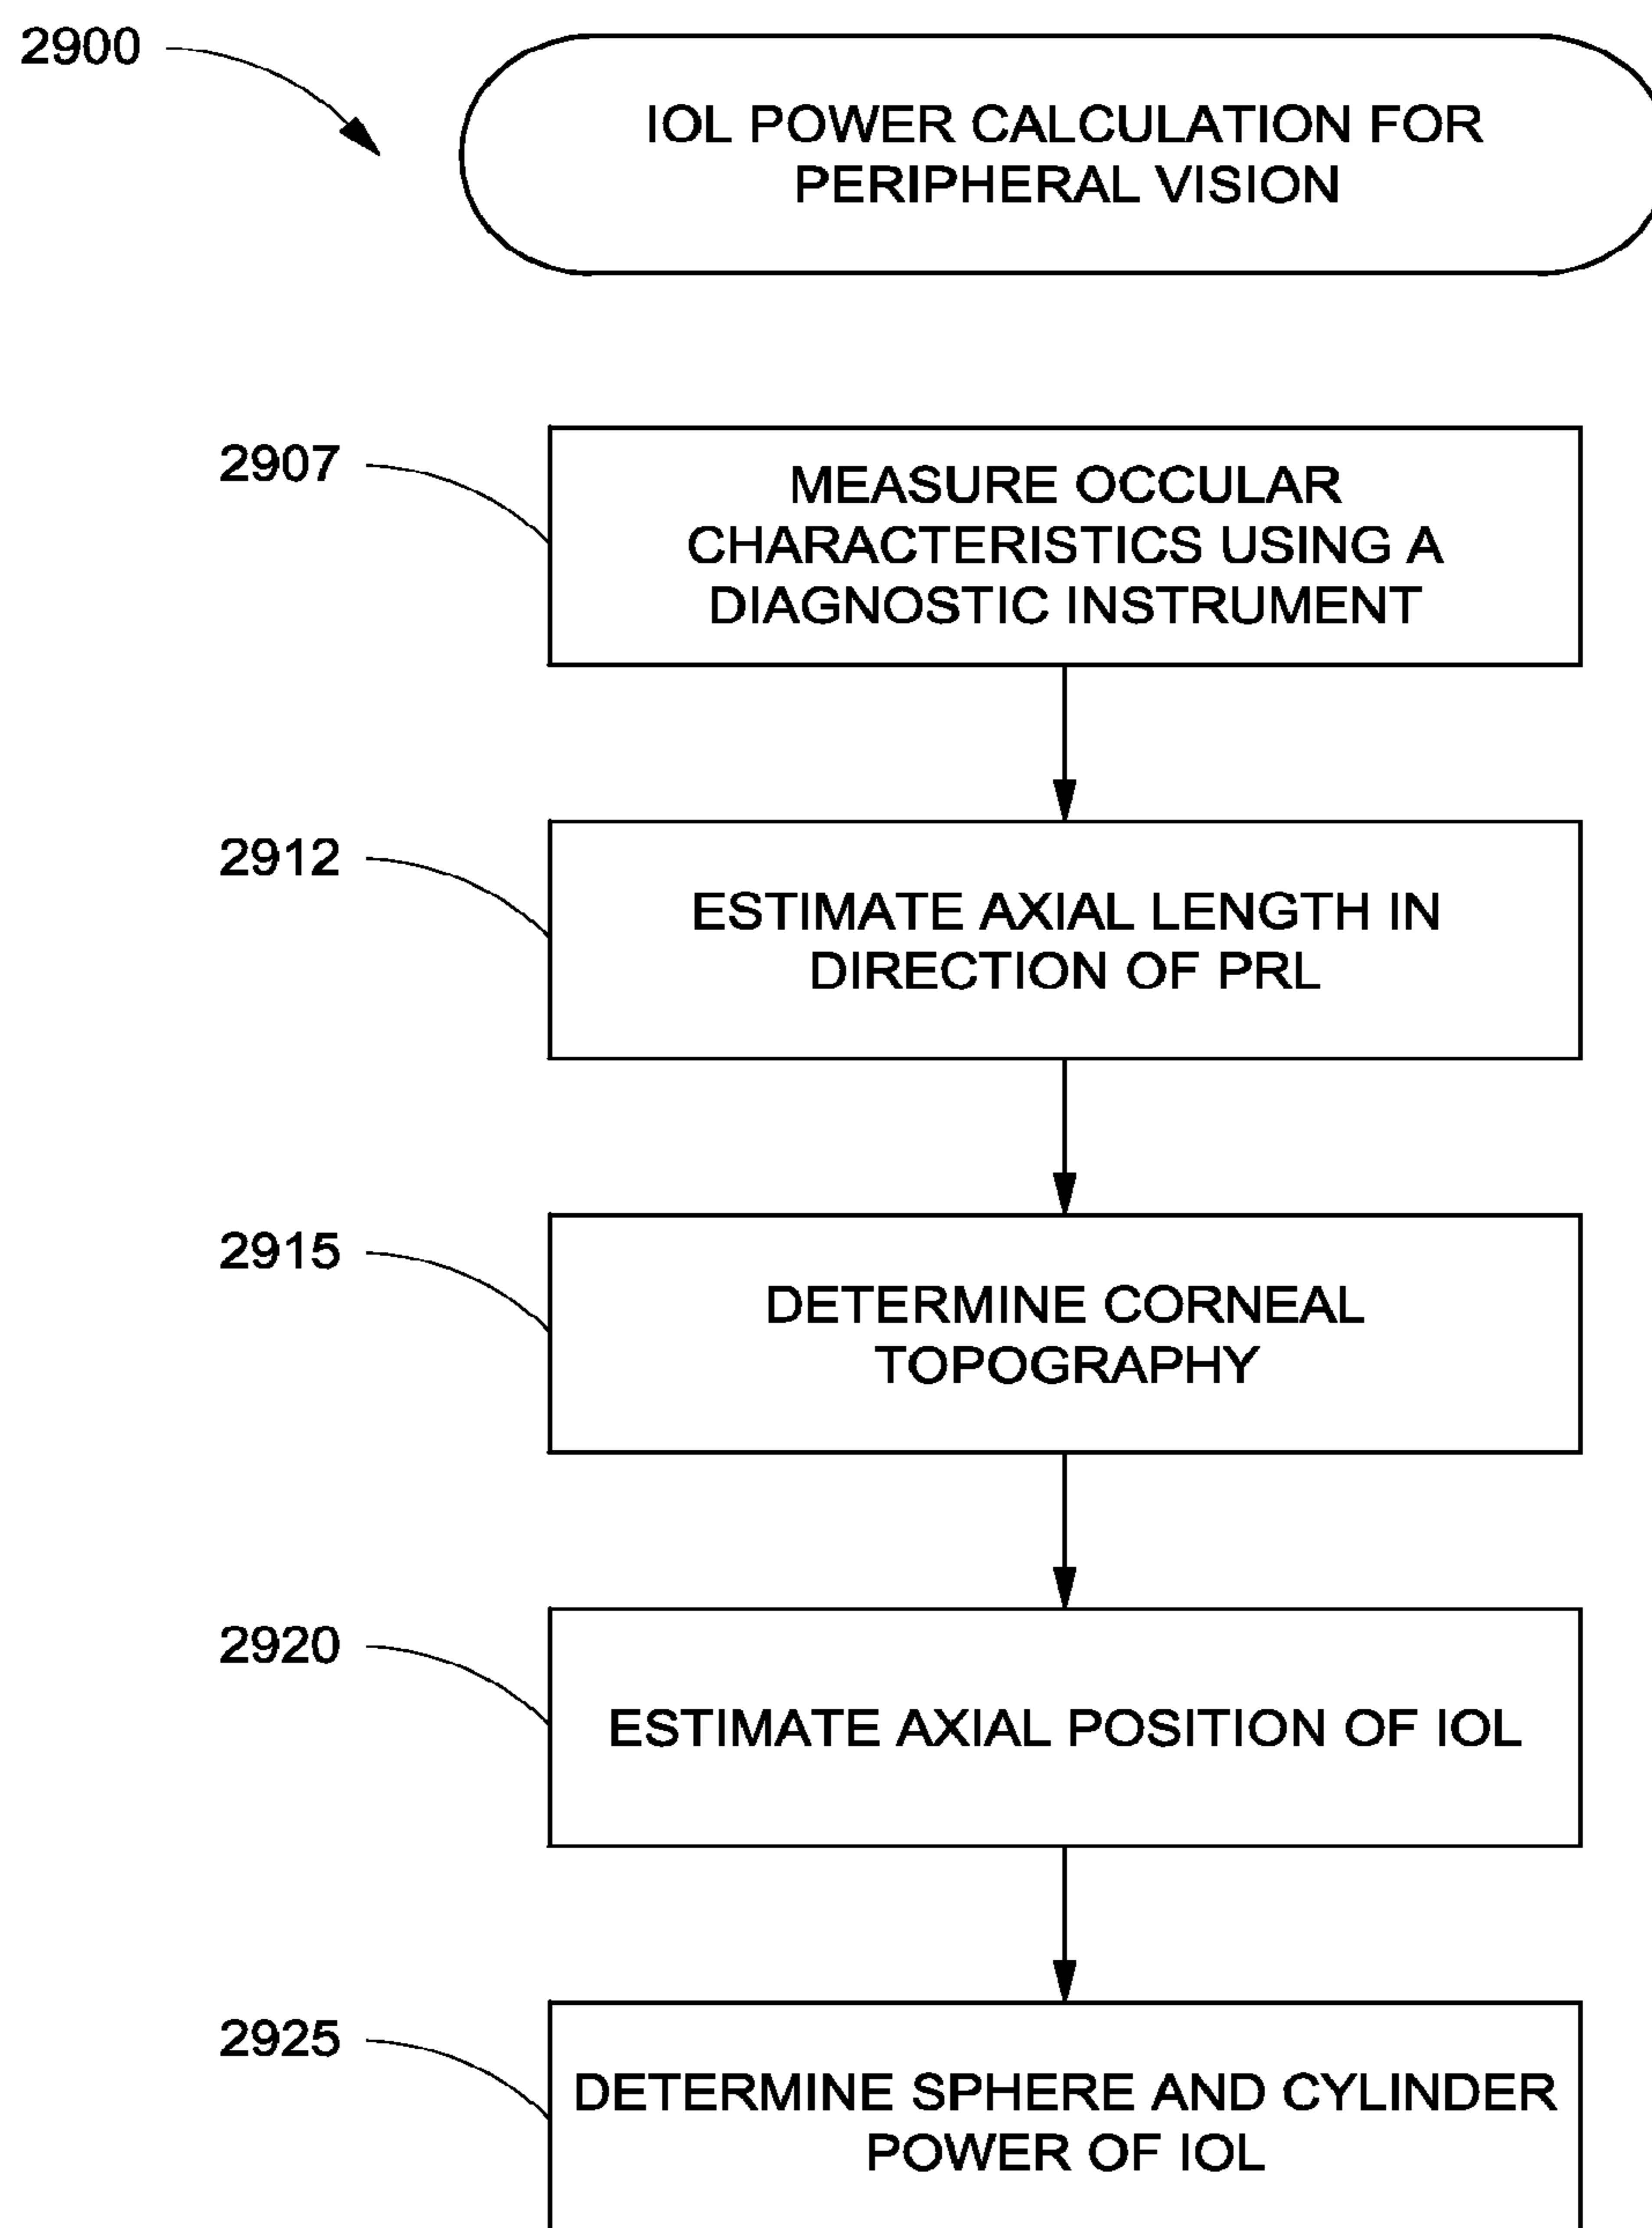 2900
IOL POWER CALCULATION FOR
PERIPHERAL VISION
2907
MEASURE OCCULAR
CHARACTERISTICS USING A
DIAGNOSTIC INSTRUMENT
2912
ESTIMATE AXIAL LENGTH IN
DIRECTION OF PRL
2915
DETERMINE CORNEAL
TOPOGRAPHY
2920
ESTIMATE AXIAL POSITION OF IOL
2925
DETERMINE SPHERE AND CYLINDER
POWER OF IOL